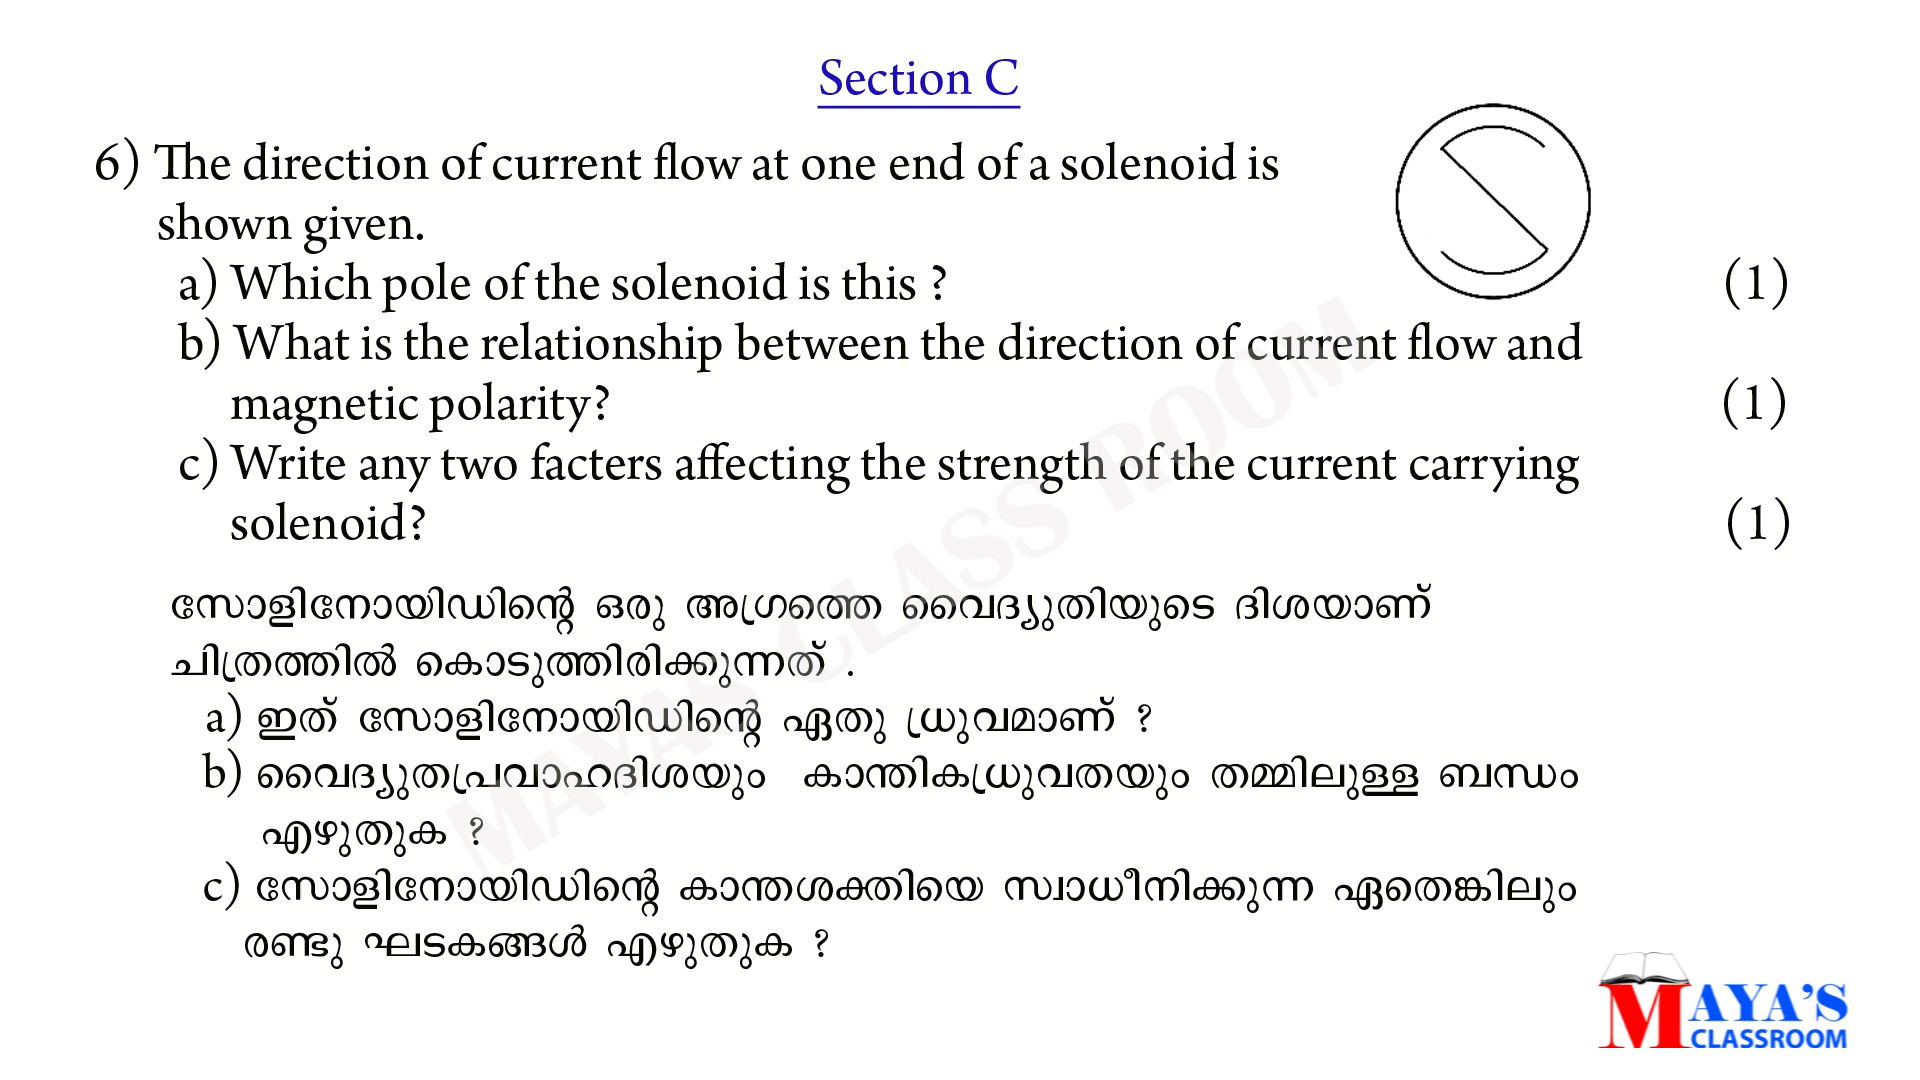 Section C
6) The direction of current flow at one end of a solenoid is
shown given.
a) Which pole of the solenoid is this ? (1)
b) What is the relationship between the direction of current flow and
magnetic polarity? (1)
c) Write any two facters affecting the strength of the current carrying
solenoid? (1)
സോളിനോയിഡിന്റെ ഒരു അഗ്രത്തെ വൈദ്യുതിയുടെ ദിശയാണ്
ചിത്രത്തിൽ കൊടുത്തിരിക്കുന്നത് .
a) ഇത് സോളിനോയിഡിന്റെ ഏതു ധ്രുവമാണ് ?
b) വൈദ്യുതപ്രവാഹദിശയും കാന്തികധ്രുവതയും തമ്മിലുള്ള ബന്ധം
എഴുതുക ?
c) സോളിനോയിഡിന്റെ കാന്തശക്തിയെ സ്വാധീനിക്കുന്ന ഏതെങ്കിലും
രണ്ടു ഘടകങ്ങൾ എഴുതുക ?
MAYAS CLASS ROOM
MAYA'S
CLASSROOM